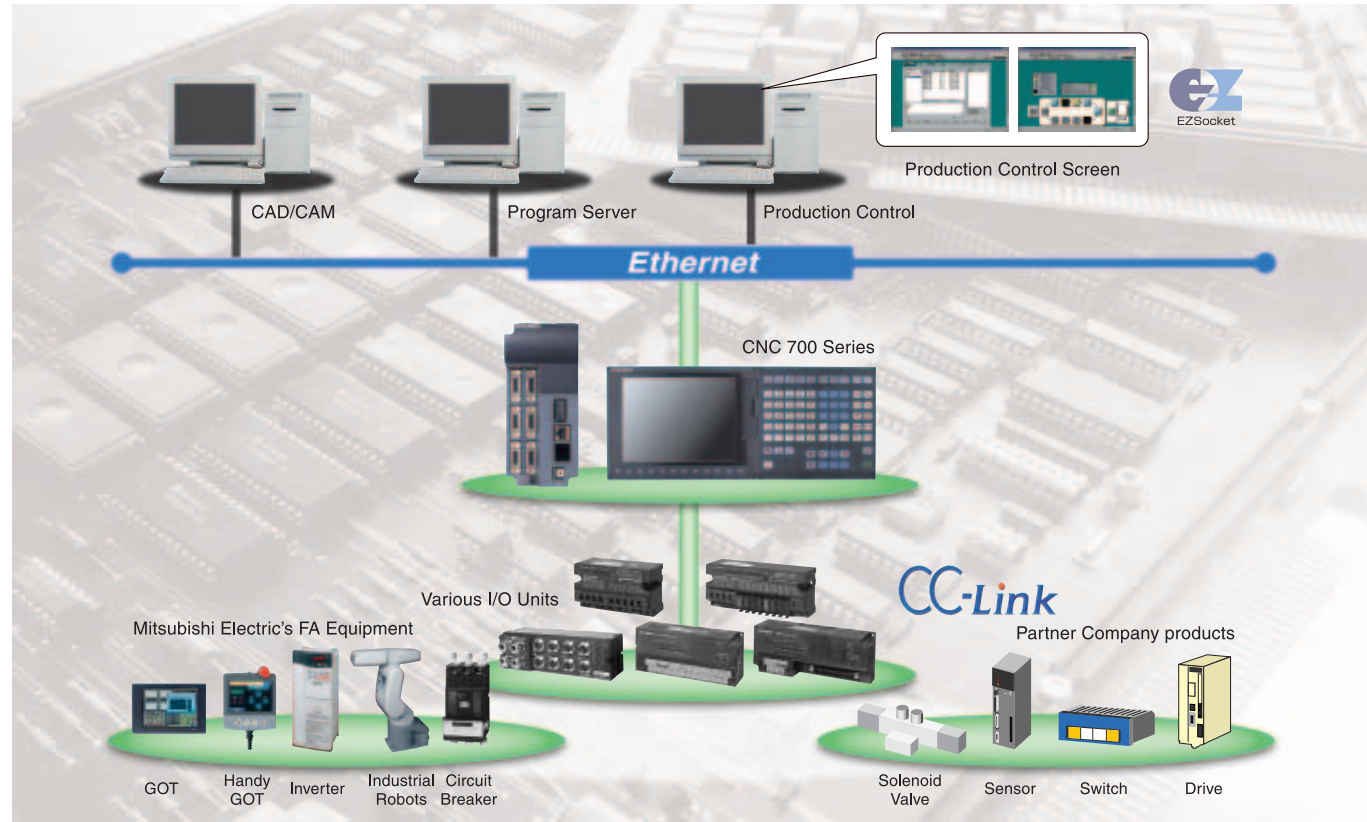 eZ
EZSocket
Production Control Screen
CAD/CAM
Program Server
Production Control
Ethernet
CNC 700 Series
Various I/O Units
CC-Link
Mitsubishi Electric's FA Equipment
Partner Company products
GOT
Handy
GOT
Inverter
Industrial
Robots
Circuit
Breaker
Solenoid
Valve
Sensor
Switch
Drive